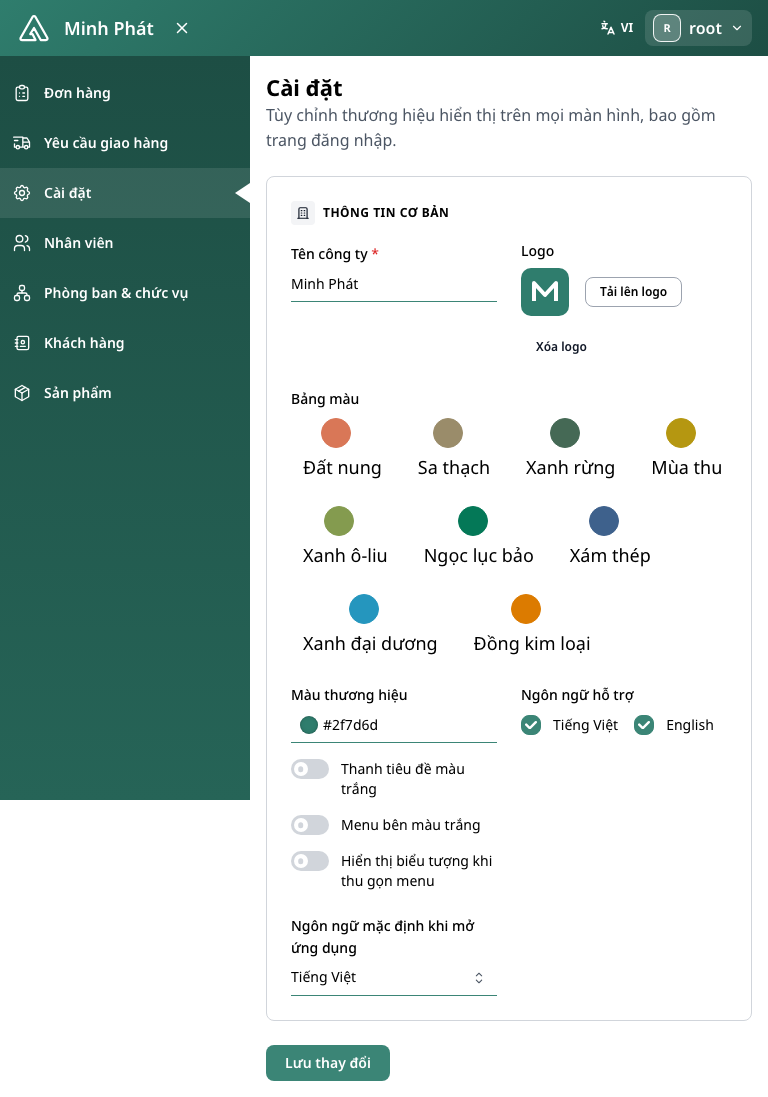 Minh Phát
VI
R
root
Đơn hàng
Yêu cầu giao hàng
Cài đặt
Nhân viên
Phòng ban & chức vụ
Khách hàng
Sản phẩm
Cài đặt
Tùy chỉnh thương hiệu hiển thị trên mọi màn hình, bao gồm
trang đăng nhập.
THÔNG TIN CƠ BẢN
Tên công ty *
Minh Phát
Logo
M
Tải lên logo
Xóa logo
Bảng màu
Đất nung
Sa thạch
Xanh rừng
Mùa thu
Xanh ô-liu
Ngọc lục bảo
Xám thép
Xanh đại dương
Đồng kim loại
Màu thương hiệu
#2f7d6d
Ngôn ngữ hỗ trợ
Tiếng Việt
English
Thanh tiêu đề màu
trắng
Menu bên màu trắng
Hiển thị biểu tượng khi
thu gọn menu
Ngôn ngữ mặc định khi mở
ứng dụng
Tiếng Việt
Lưu thay đổi